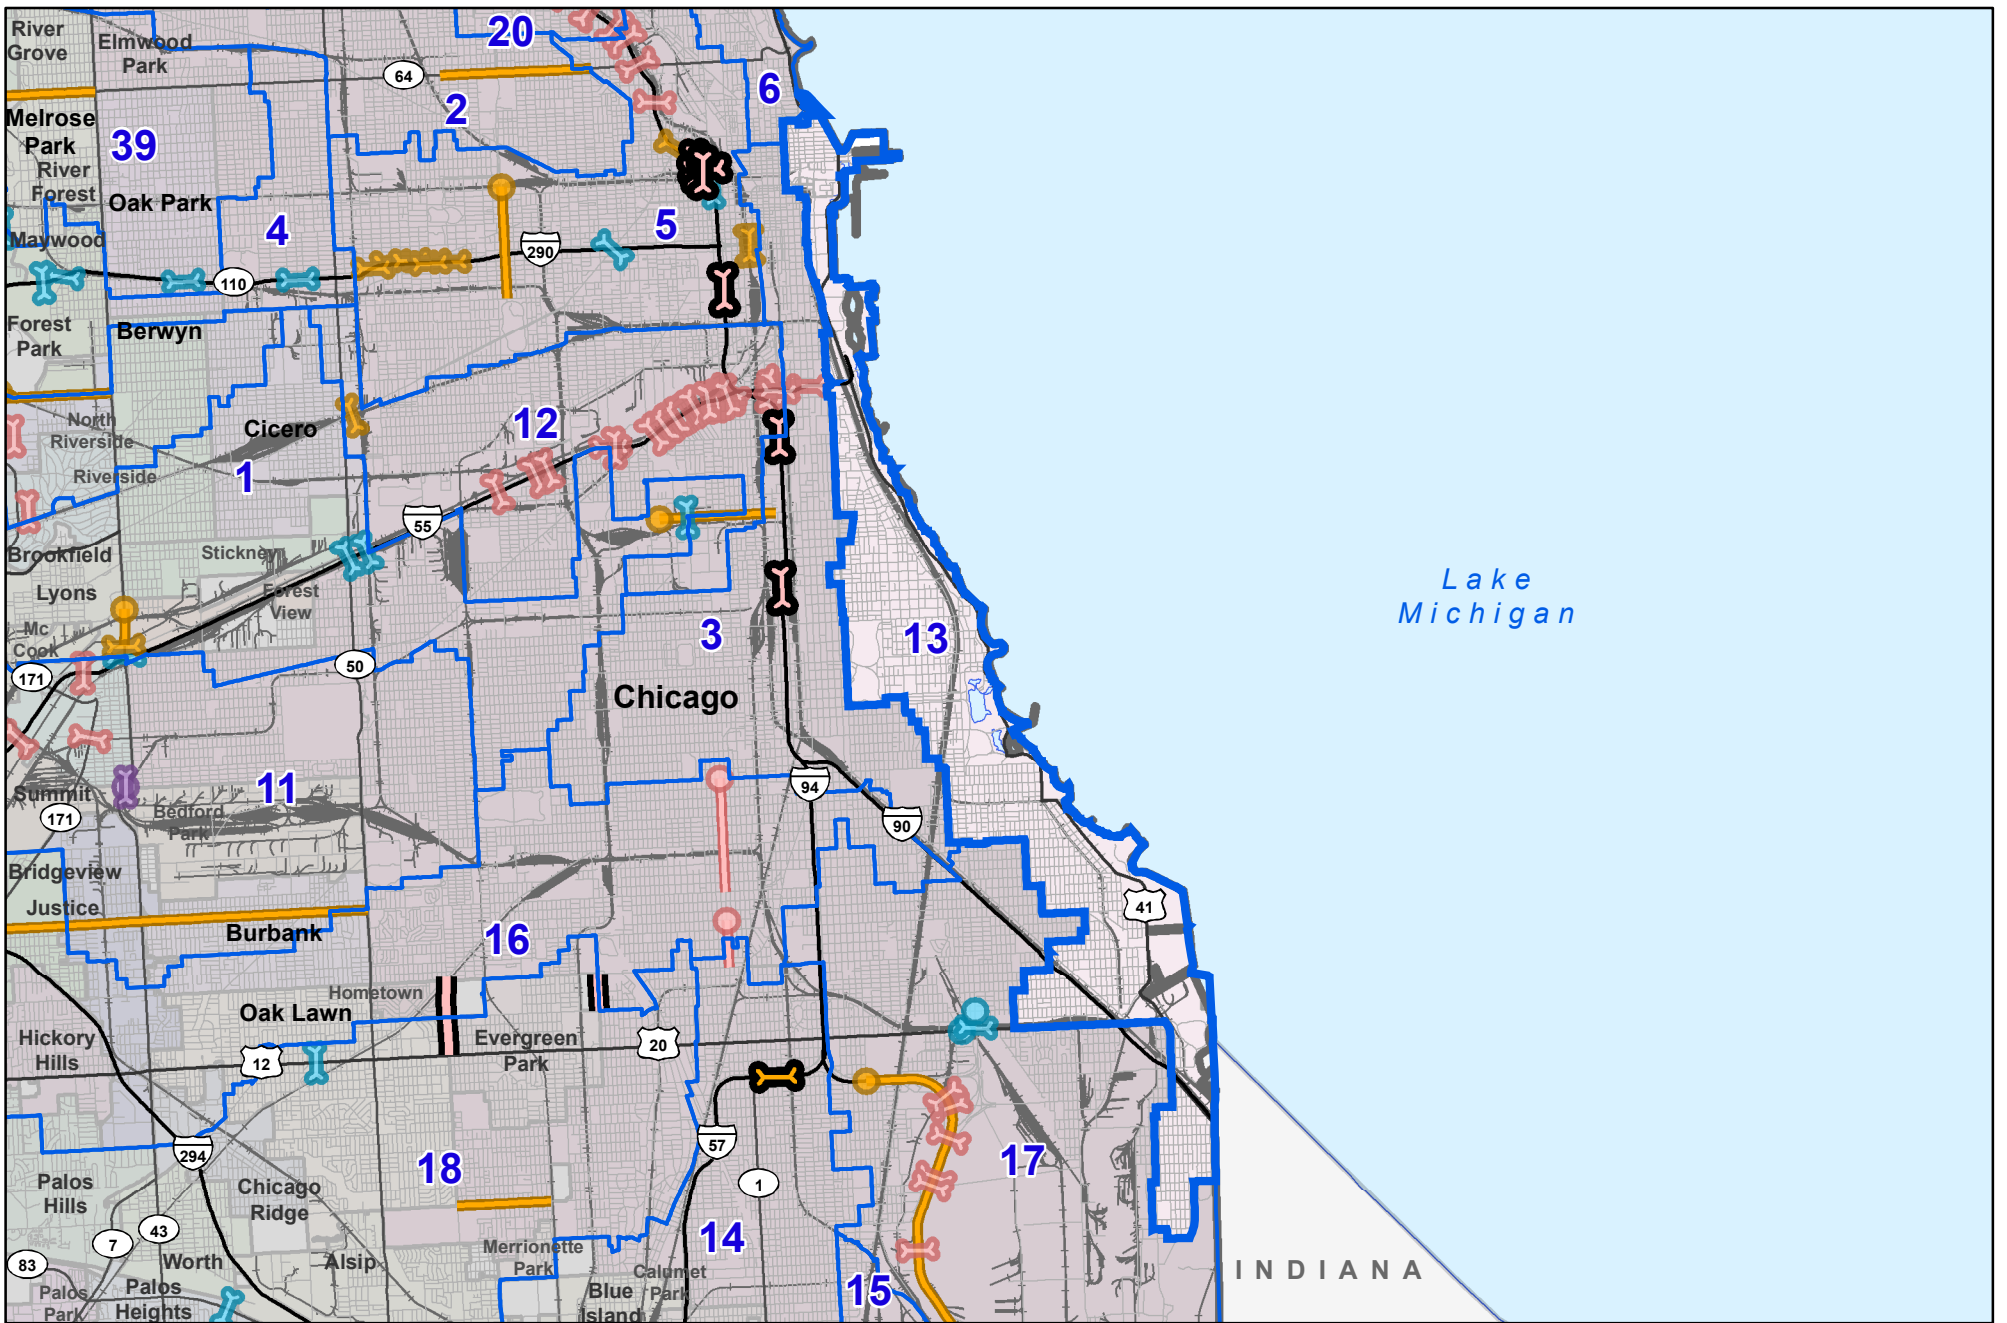 River
Grove
Elmwood
Park
20
64
6
2
Melrose
Park
39
River
Forest
Oak Park
4
5
Maywood
290
110
Forest
Park
Berwyn
North
Riverside
Cicero
12
Riverside
1
55
Brookfield
Stickney
Lyons
Forest
View
Lake
Michigan
Mc
Cook
3
13
171
50
Chicago
Summit
11
94
171
Bedford
Park
90
Bridgeview
Justice
41
Burbank
16
Hometown
Oak Lawn
Hickory
Hills
12
Evergreen
Park
20
294
57
18
17
Palos
Hills
Chicago
Ridge
1
43
7
14
83
Worth
Alsip
Merrionette
Park
INDIANA
Palos
Park
Palos
Heights
Blue
Island
Calumet
Park
15